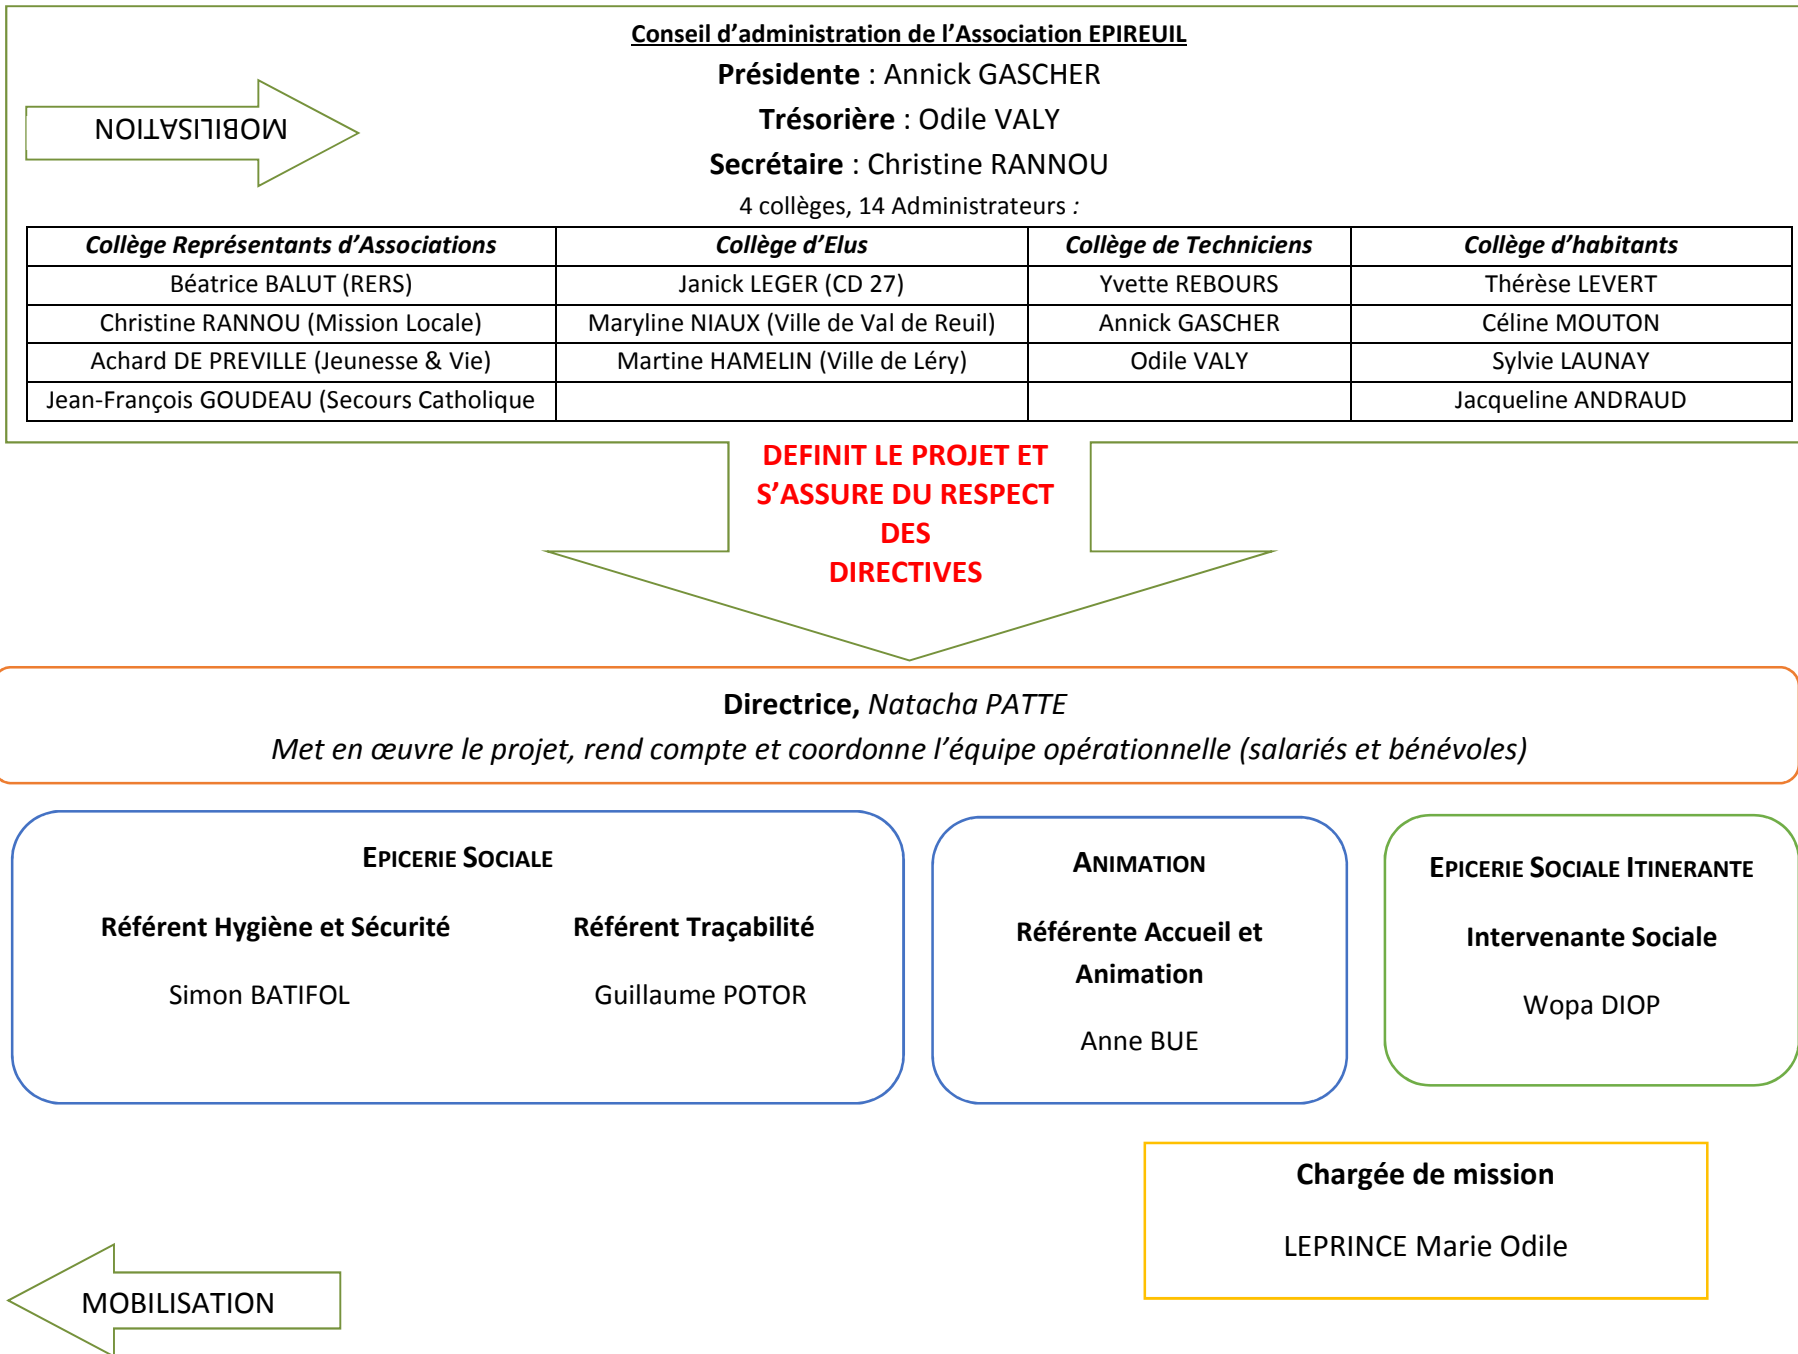 Conseil d’administration de l’Association EPIREUIL
Présidente : Annick GASCHER
MOBILISATION
Trésorière : Odile VALY
Secrétaire : Christine RANNOU
4 collèges, 14 Administrateurs :
Collège Représentants d’Associations Collège d’Elus Collège de Techniciens Collège d’habitants
Béatrice BALUT (RERS) Janick LEGER (CD 27) Yvette REBOURS Thérèse LEVERT
Christine RANNOU (Mission Locale) Maryline NIAUX (Ville de Val de Reuil) Annick GASCHER Céline MOUTON
Achard DE PREVILLE (Jeunesse & Vie) Martine HAMELIN (Ville de Léry) Odile VALY Sylvie LAUNAY
Jean-François GOUDEAU (Secours Catholique Jacqueline ANDRAUD
DEFINIT LE PROJET ET
S’ASSURE DU RESPECT
DES
DIRECTIVES
Directrice, Natacha PATTE
Met en œuvre le projet, rend compte et coordonne l’équipe opérationnelle (salariés et bénévoles)
EPICERIE SOCIALE
Référent Hygiène et Sécurité Référent Traçabilité
Simon BATIFOL Guillaume POTOR
ANIMATION
Référente Accueil et
Animation
Anne BUE
EPICERIE SOCIALE ITINERANTE
Intervenante Sociale
Wopa DIOP
Chargée de mission
LEPRINCE Marie Odile
MOBILISATION